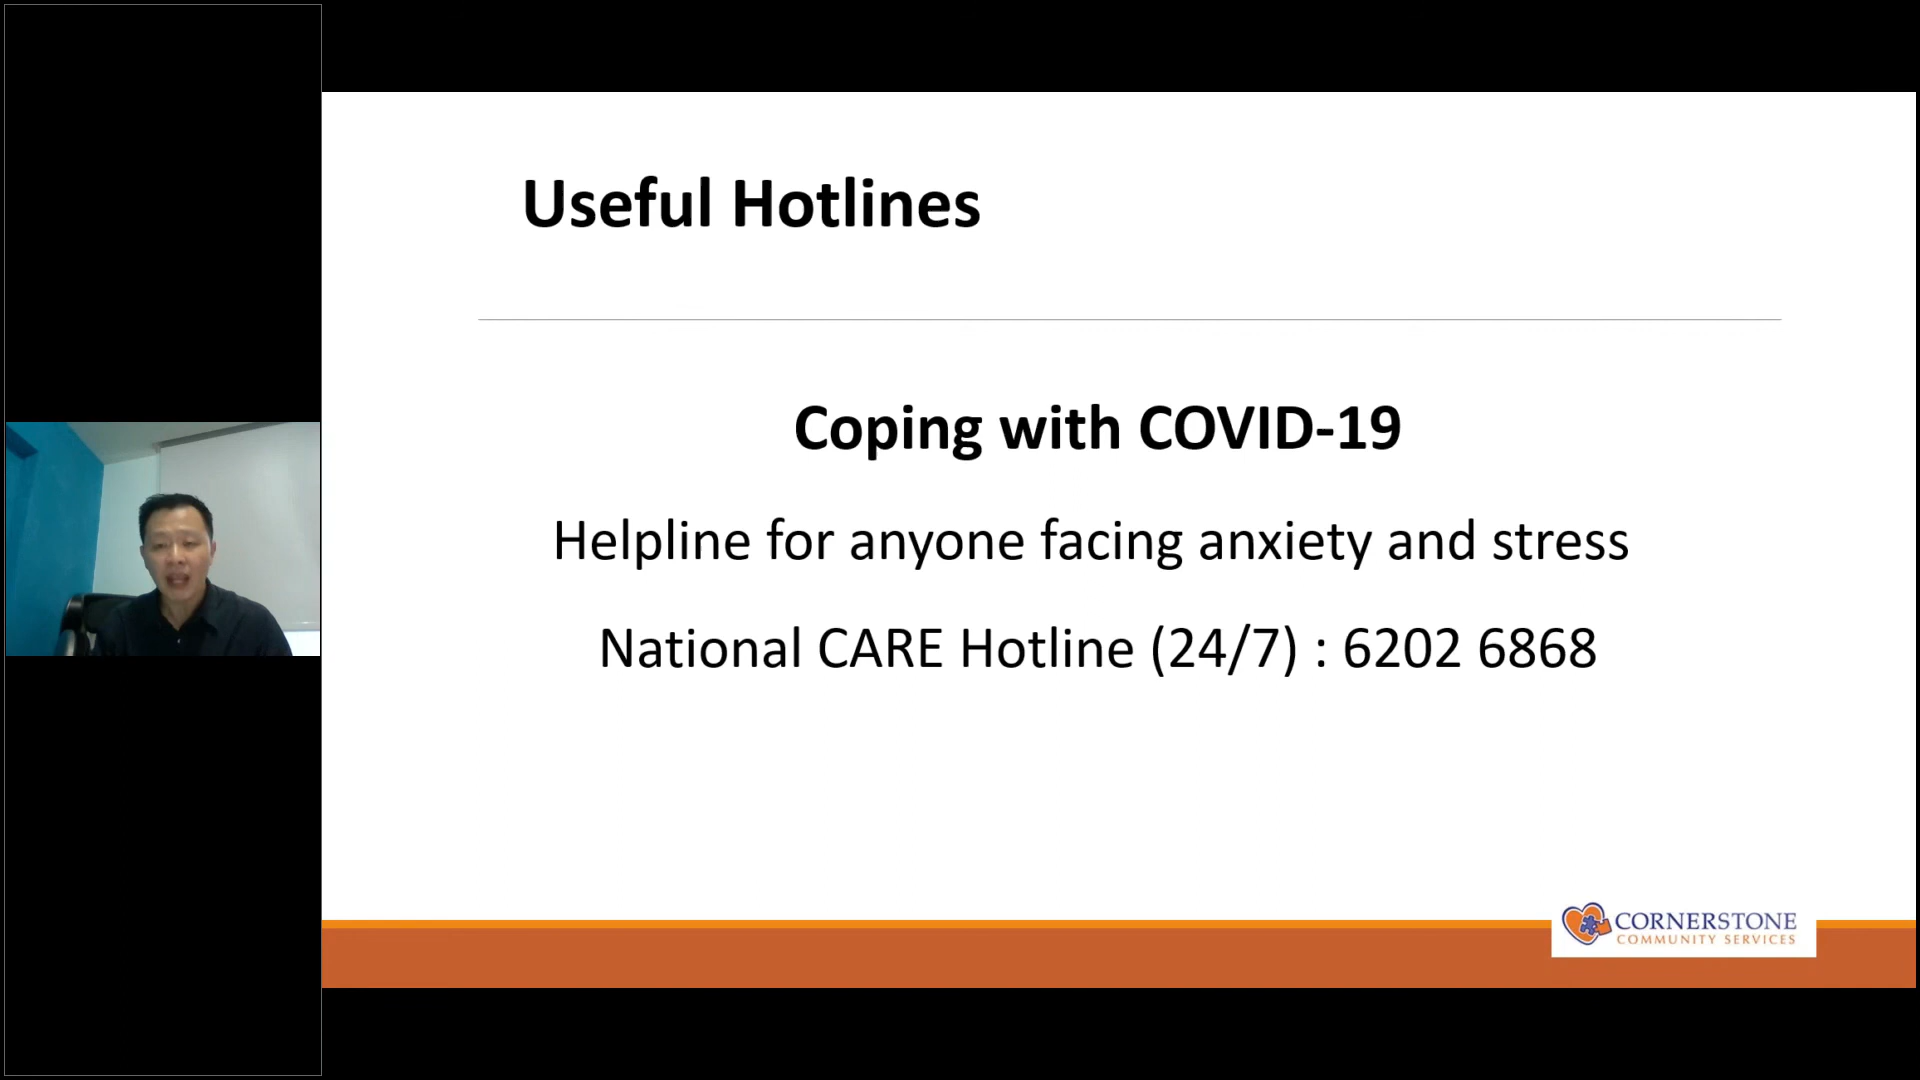 Useful Hotlines
Coping with COVID-19
Helpline for anyone facing anxiety and stress
National CARE Hotline (24/7) : 6202 6868
CORNERSTONE
COMMUNITY SERVICES